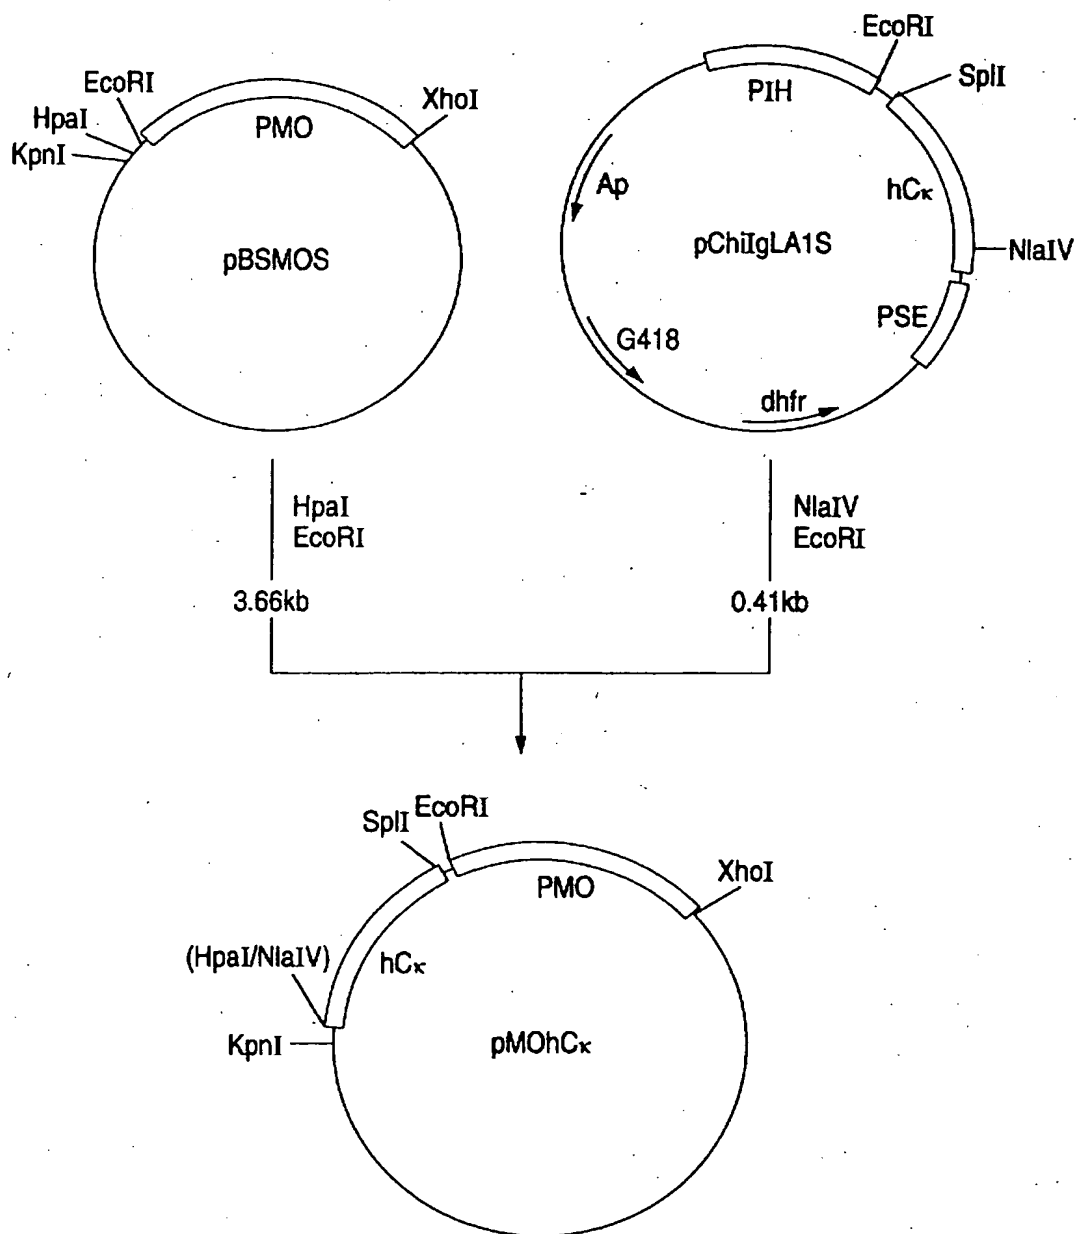 EcoRI
HpaI
KpnI
PMO
XhoI
pBSMOS
EcoRI
SplI
PIH
Ap
hCκ
pChiIgLA1S
NlaIV
PSE
G418
dhfr
HpaI
EcoRI
NlaIV
EcoRI
3.66kb
0.41kb
SplI
EcoRI
PMO
XhoI
(HpaI/NlaIV)
hCκ
KpnI
pMOhCκ